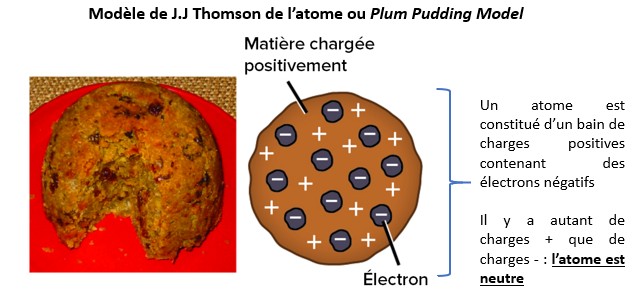 Modèle de J.J Thomson de l’atome ou Plum Pudding Model
Matière chargée
positivement
Électron
Un atome est
constitué d’un bain de
charges positives
contenant des
électrons négatifs
Il y a autant de
charges + que de
charges - : l’atome est
neutre